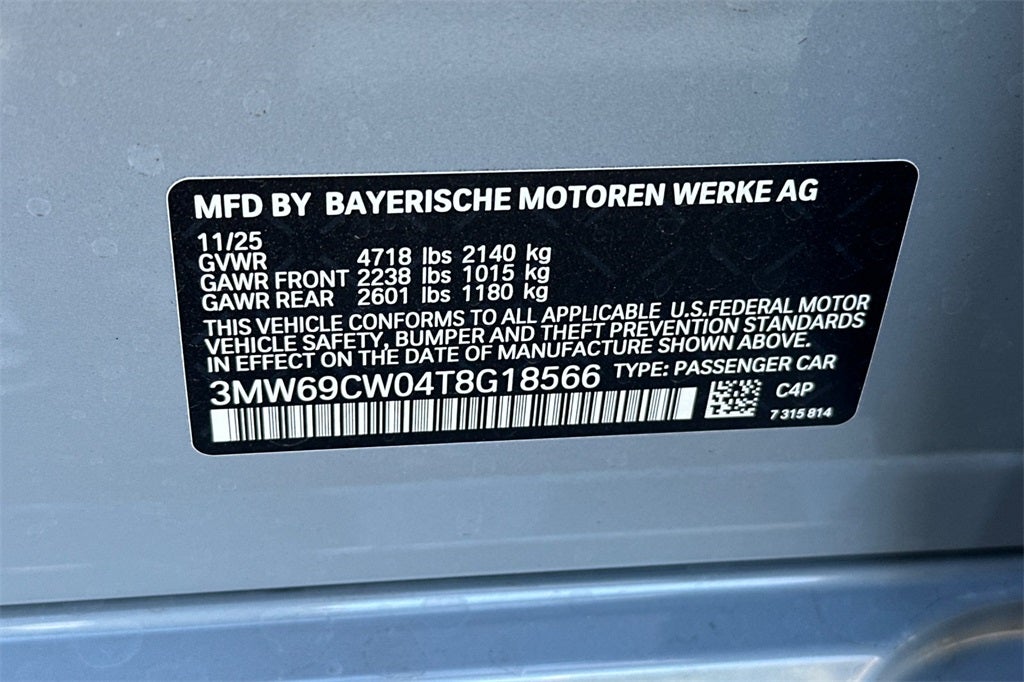 MFD BY BAYERISCHE MOTOREN WERKE AG
11/25
GVWR 4718 lbs 2140 kg
GAWR FRONT 2238 lbs 1015 kg
GAWR REAR 2601 lbs 1180 kg
THIS VEHICLE CONFORMS TO ALL APPLICABLE U.S.FEDERAL MOTOR
VEHICLE SAFETY, BUMPER AND THEFT PREVENTION STANDARDS
IN EFFECT ON THE DATE OF MANUFACTURE SHOWN ABOVE.
3MW69CW04T8G18566 TYPE: PASSENGER CAR
C4P
7 315 814